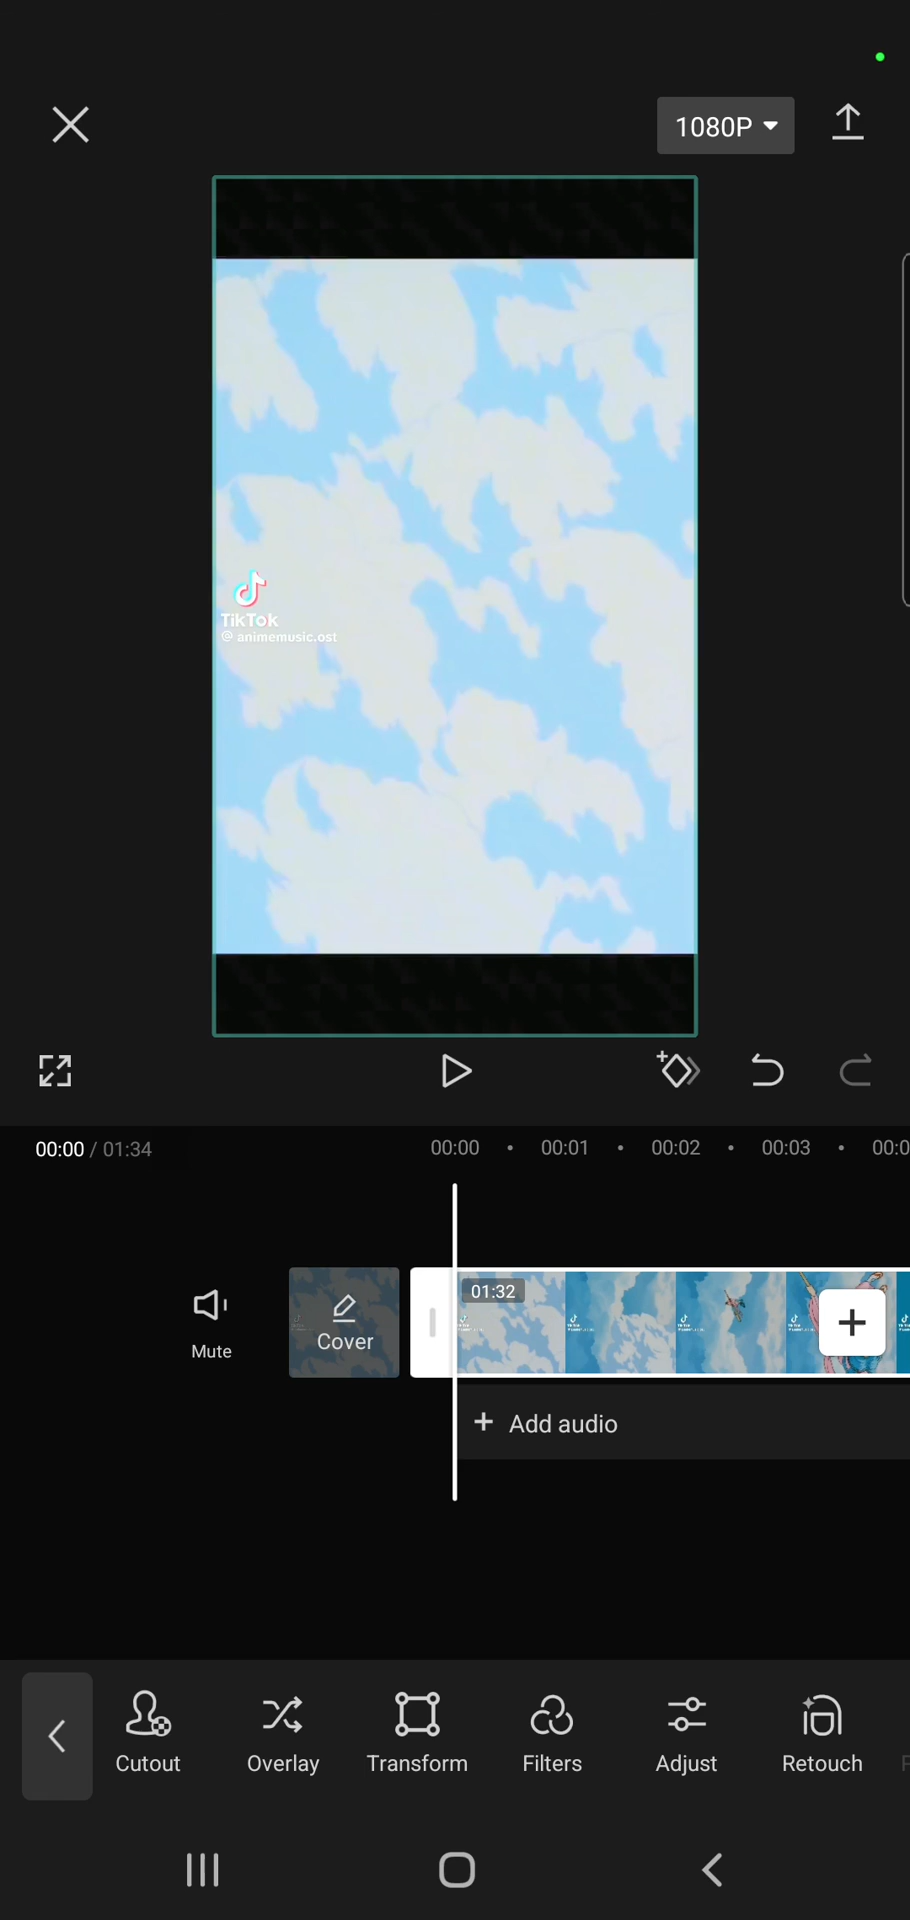 1080P
TikTok
@ animemusic.ost
00:00 / 01:34
00:00
00:01
00:02
00:03
00:0
Mute
Cover
01:32
+ Add audio
Cutout
Overlay
Transform
Filters
Adjust
Retouch